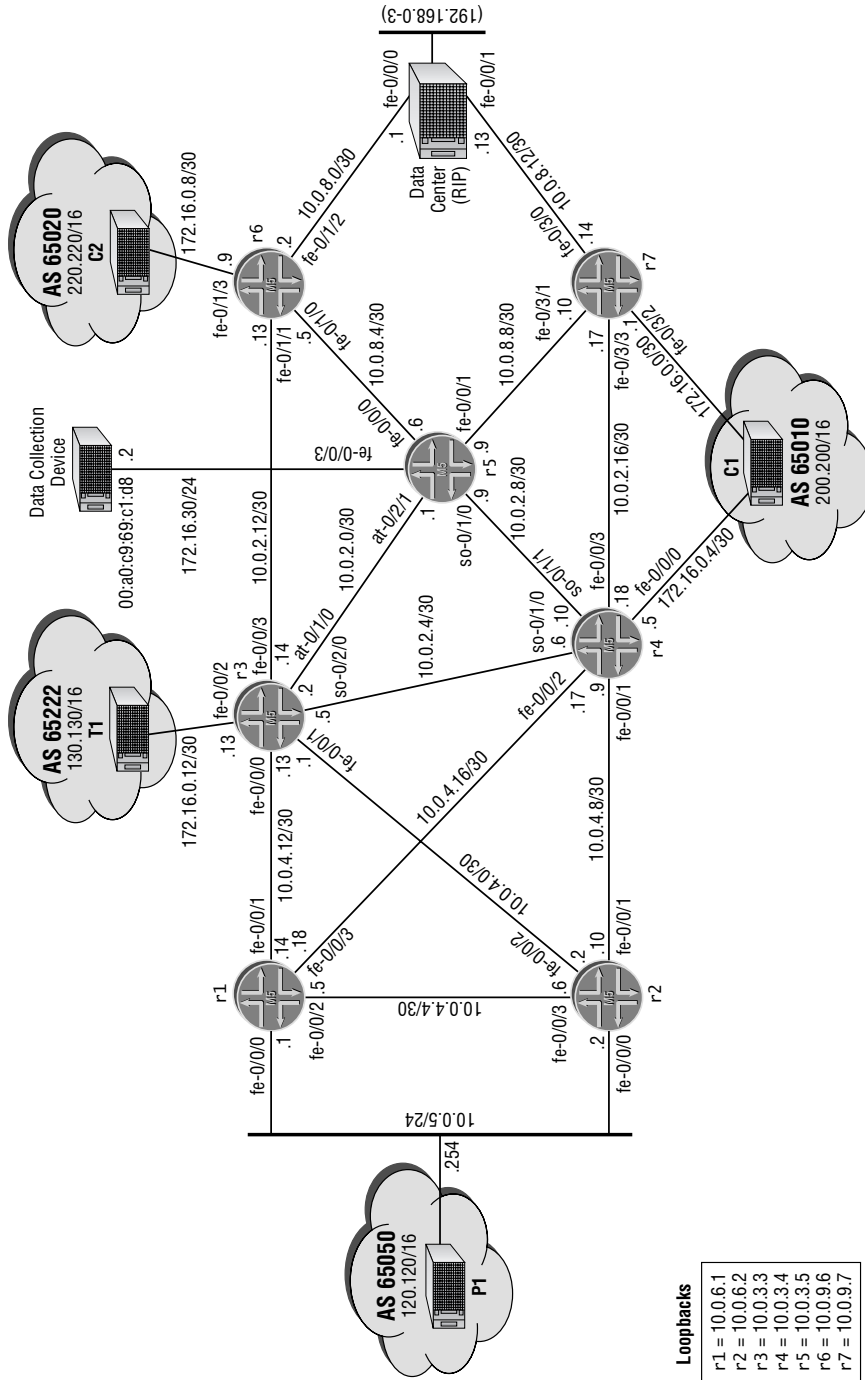 AS 65222
130.130/16
T1
172.16.0.12/30
fe-0/0/2
.13
Data Collection
Device
.2
00:a0:c9:69:c1:d8
172.16.30/24
fe-0/0/3
AS 65020
220.220/16
C2
172.16.0.8/30
fe-0/1/3
.9
r6
AS 65050
120.120/16
P1
.254
10.0.5/24
r1
M5
fe-0/0/0
.1
fe-0/0/1
.14
.18
fe-0/0/3
fe-0/0/2
.5
10.0.4.12/30
fe-0/0/0
.13
r3
M5
.1
fe-0/0/1
fe-0/0/3
.14
at-0/1/0
.2
so-0/2/0
.5
10.0.2.12/30
.13
fe-0/1/1
.5
fe-0/1/0
M5
.2
fe-0/1/2
10.0.8.0/30
.1
fe-0/0/0
(192.168.0-3)
Data
Center
(RIP)
fe-0/0/1
.13
10.0.8.12/30
10.0.2.0/30
at-0/2/1
.1
10.0.8.4/30
fe-0/0/0
.6
M5
fe-0/0/1
.9
r5
so-0/1/0
.9
10.0.8.8/30
10.0.2.4/30
10.0.4.16/30
10.0.4.0/30
10.0.4.4/30
10.0.2.8/30
fe-0/0/3
.6
fe-0/0/2
.2
.2
fe-0/0/0
M5
r2
.10
fe-0/0/1
10.0.4.8/30
fe-0/0/2
.17
.9
fe-0/0/1
so-0/1/0
.6
.10
so-0/1/1
M5
r4
fe-0/0/3
.18
fe-0/0/0
.5
172.16.0.4/30
10.0.2.16/30
fe-0/3/1
.10
.17
fe-0/3/3
M5
r7
fe-0/3/0
.14
.1
fe-0/3/2
172.16.0.0/30
C1
AS 65010
200.200/16
Loopbacks
r1 = 10.0.6.1
r2 = 10.0.6.2
r3 = 10.0.3.3
r4 = 10.0.3.4
r5 = 10.0.3.5
r6 = 10.0.9.6
r7 = 10.0.9.7